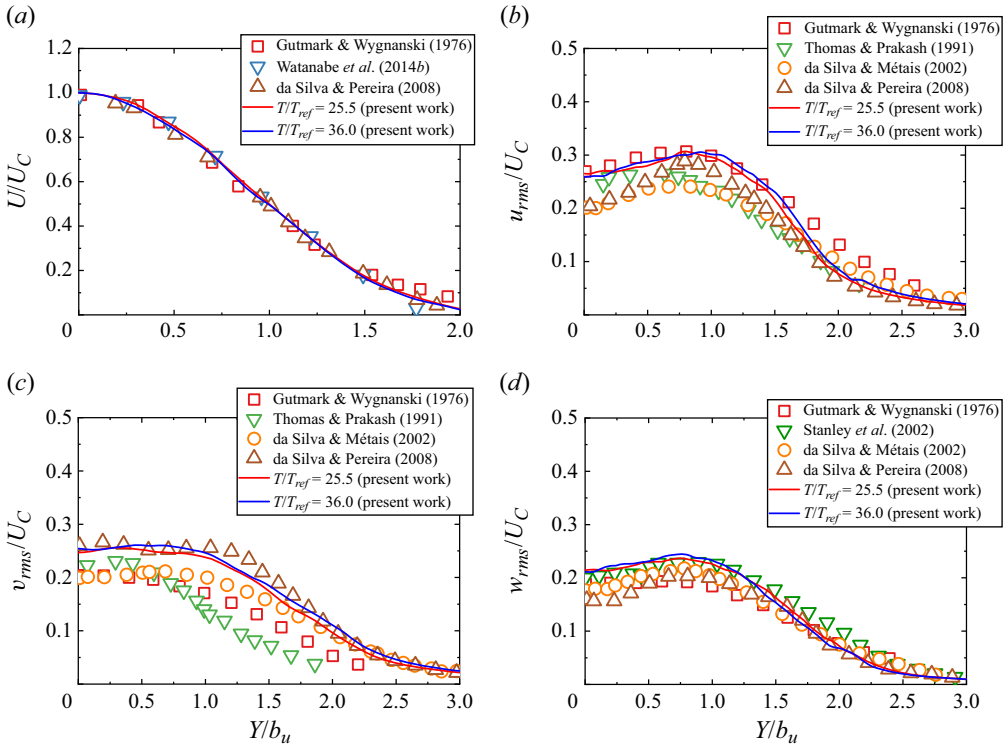 (a)
1.2
1.0
0.8
0.6
0.4
0.2
0
0.5
1.0
1.5
2.0
U/U_C
Gutmark & Wygnanski (1976)
Watanabe et al. (2014b)
da Silva & Pereira (2008)
T/T_ref = 25.5 (present work)
T/T_ref = 36.0 (present work)
(b)
0.5
0.4
0.3
0.2
0.1
0
0.5
1.0
1.5
2.0
2.5
3.0
u_rms/U_C
Gutmark & Wygnanski (1976)
Thomas & Prakash (1991)
da Silva & Métais (2002)
da Silva & Pereira (2008)
T/T_ref = 25.5 (present work)
T/T_ref = 36.0 (present work)
(c)
0.5
0.4
0.3
0.2
0.1
0
0.5
1.0
1.5
2.0
2.5
3.0
v_rms/U_C
Y/b_u
Gutmark & Wygnanski (1976)
Thomas & Prakash (1991)
da Silva & Métais (2002)
da Silva & Pereira (2008)
T/T_ref = 25.5 (present work)
T/T_ref = 36.0 (present work)
(d)
0.5
0.4
0.3
0.2
0.1
0
0.5
1.0
1.5
2.0
2.5
3.0
w_rms/U_C
Y/b_u
Gutmark & Wygnanski (1976)
Stanley et al. (2002)
da Silva & Métais (2002)
da Silva & Pereira (2008)
T/T_ref = 25.5 (present work)
T/T_ref = 36.0 (present work)